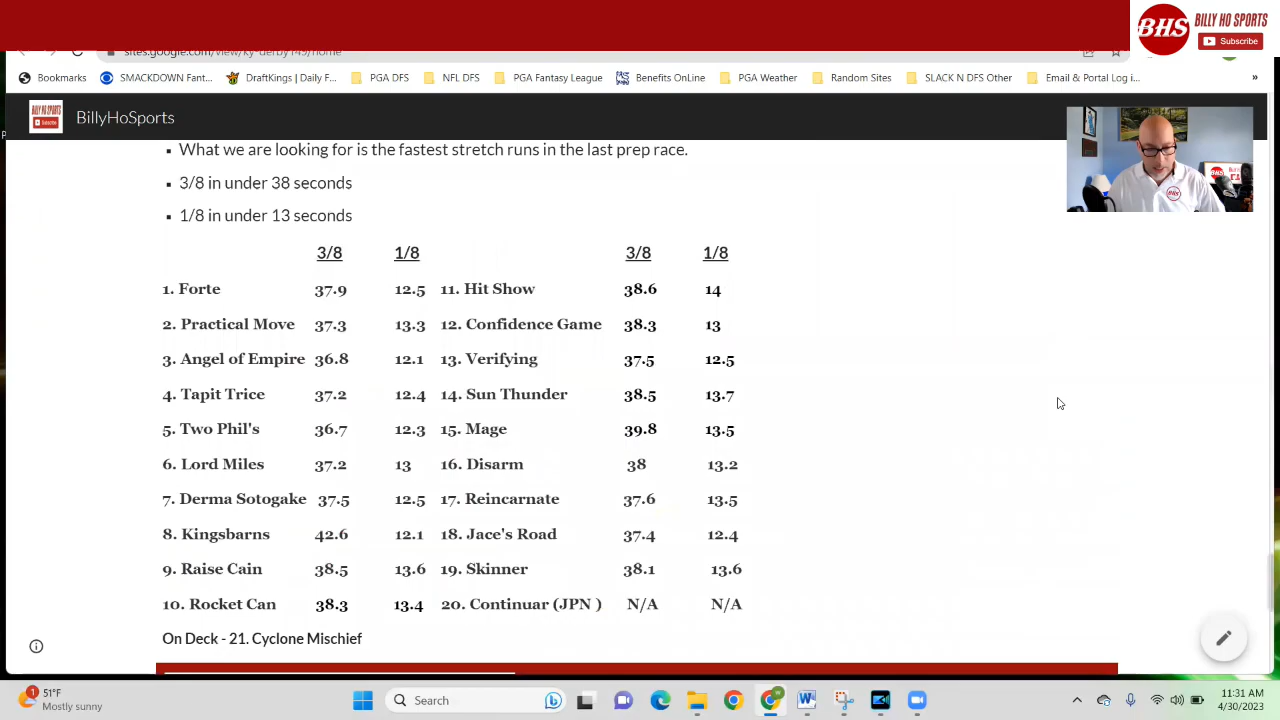 BHS BILLY HO SPORTS
Subscribe
sites.google.com/view/ky-derby149/home
Bookmarks SMACKDOWN Fant... DraftKings | Daily F... PGA DFS NFL DFS PGA Fantasy League Benefits OnLine PGA Weather Random Sites SLACK N DFS Other Email & Portal Log i... »
BillyHoSports
BHS
▪ What we are looking for is the fastest stretch runs in the last prep race.
▪ 3/8 in under 38 seconds
▪ 1/8 in under 13 seconds
3/8 1/8 3/8 1/8
1. Forte 37.9 12.5 11. Hit Show 38.6 14
2. Practical Move 37.3 13.3 12. Confidence Game 38.3 13
3. Angel of Empire 36.8 12.1 13. Verifying 37.5 12.5
4. Tapit Trice 37.2 12.4 14. Sun Thunder 38.5 13.7
5. Two Phil's 36.7 12.3 15. Mage 39.8 13.5
6. Lord Miles 37.2 13 16. Disarm 38 13.2
7. Derma Sotogake 37.5 12.5 17. Reincarnate 37.6 13.5
8. Kingsbarns 42.6 12.1 18. Jace's Road 37.4 12.4
9. Raise Cain 38.5 13.6 19. Skinner 38.1 13.6
10. Rocket Can 38.3 13.4 20. Continuar (JPN ) N/A N/A
On Deck - 21. Cyclone Mischief
1 51°F
Mostly sunny
Search
11:31 AM
4/30/2023